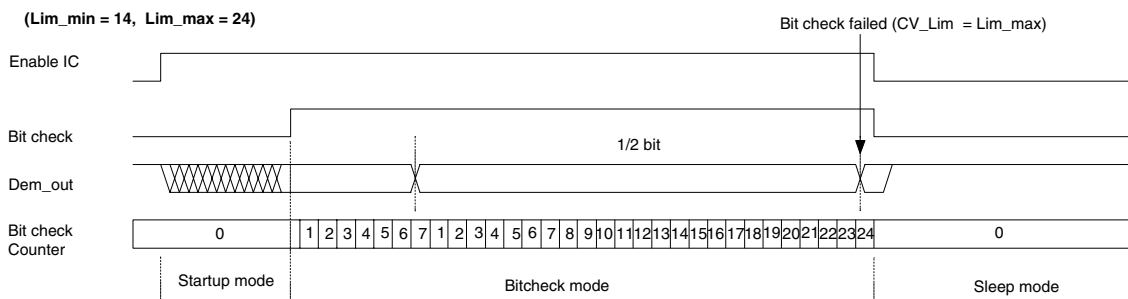 (Lim_min = 14, Lim_max = 24)
Bit check failed (CV_Lim = Lim_max)
Enable IC
Bit check
1/2 bit
Dem_out
Bit check Counter
0 1 2 3 4 5 6 7 1 2 3 4 5 6 7 8 9 10 11 12 13 14 15 16 17 18 19 20 21 22 23 24 0
Startup mode Bitcheck mode Sleep mode